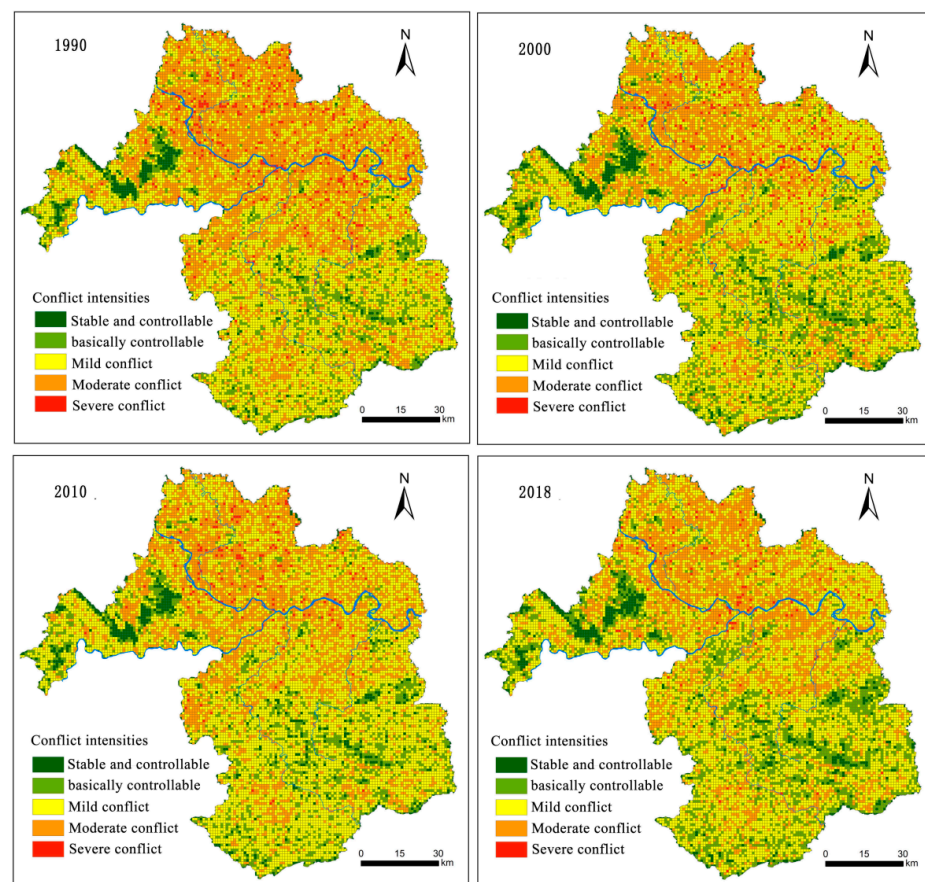 1990
N
Conflict intensities
Stable and controllable
basically controllable
Mild conflict
Moderate conflict
Severe conflict
0 15 30
km
2000
N
Conflict intensities
Stable and controllable
basically controllable
Mild conflict
Moderate conflict
Severe conflict
0 15 30
km
2010
N
Conflict intensities
Stable and controllable
basically controllable
Mild conflict
Moderate conflict
Severe conflict
0 15 30
km
2018
N
Conflict intensities
Stable and controllable
basically controllable
Mild conflict
Moderate conflict
Severe conflict
0 15 30
km